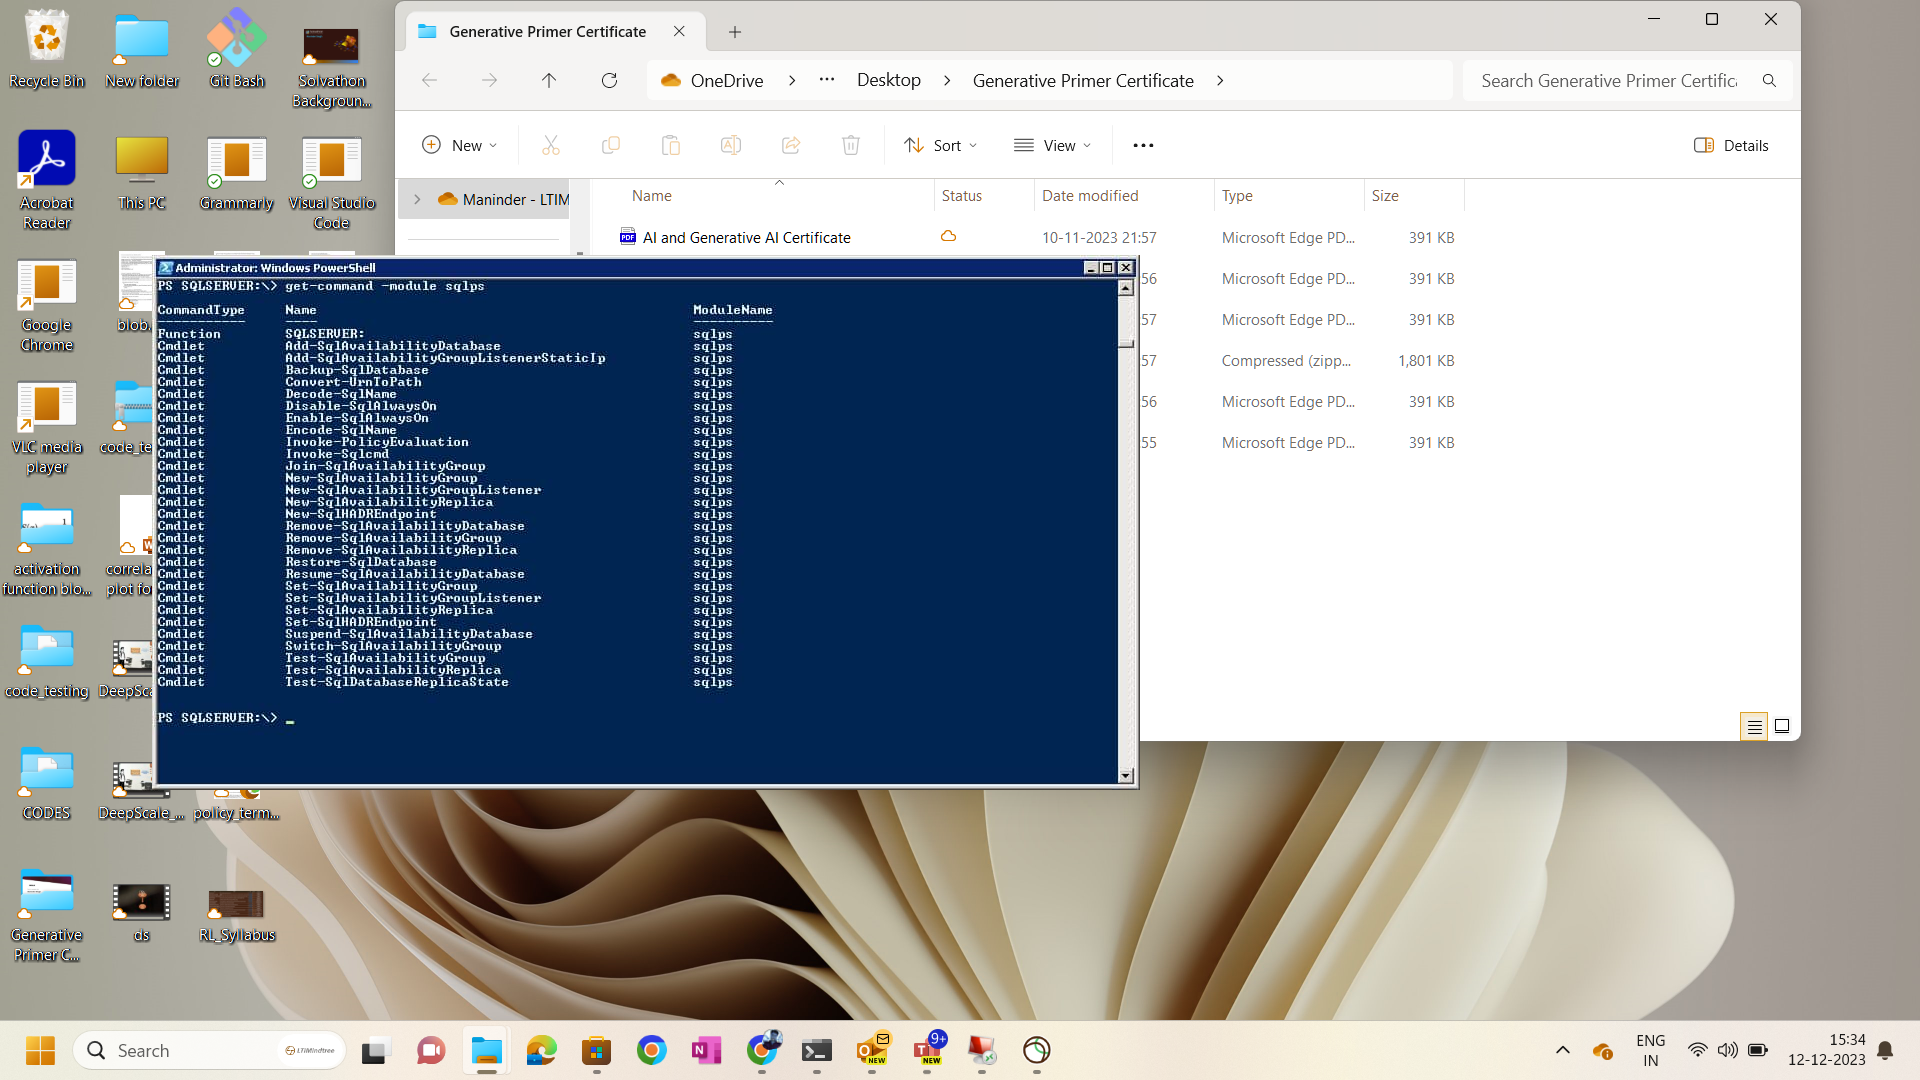 Recycle Bin
New folder
Git Bash
Solvathon
Backgroun...
Acrobat
Reader
This PC
Grammarly
Visual Studio
Code
Google
Chrome
blob.
VLC media
player
code_te
activation
function blo...
correla
plot fo
code_testing
DeepSca
CODES
DeepScale_...
policy_term...
Generative
Primer C...
ds
RL_Syllabus
Generative Primer Certificate
OneDrive > ... Desktop > Generative Primer Certificate >
Search Generative Primer Certific
New
Sort
View
Details
Maninder - LTIM
Name Status Date modified Type Size
AI and Generative AI Certificate 10-11-2023 21:57 Microsoft Edge PD... 391 KB
56 Microsoft Edge PD... 391 KB
57 Microsoft Edge PD... 391 KB
57 Compressed (zipp... 1,801 KB
56 Microsoft Edge PD... 391 KB
55 Microsoft Edge PD... 391 KB
Administrator: Windows PowerShell
PS SQLSERVER:\> get-command -module sqlps
CommandType Name ModuleName
----------- ---- ----------
Function SQLSERVER: sqlps
Cmdlet Add-SqlAvailabilityDatabase sqlps
Cmdlet Add-SqlAvailabilityGroupListenerStaticIp sqlps
Cmdlet Backup-SqlDatabase sqlps
Cmdlet Convert-UrnToPath sqlps
Cmdlet Decode-SqlName sqlps
Cmdlet Disable-SqlAlwaysOn sqlps
Cmdlet Enable-SqlAlwaysOn sqlps
Cmdlet Encode-SqlName sqlps
Cmdlet Invoke-PolicyEvaluation sqlps
Cmdlet Invoke-Sqlcmd sqlps
Cmdlet Join-SqlAvailabilityGroup sqlps
Cmdlet New-SqlAvailabilityGroup sqlps
Cmdlet New-SqlAvailabilityGroupListener sqlps
Cmdlet New-SqlAvailabilityReplica sqlps
Cmdlet New-SqlHADREndpoint sqlps
Cmdlet Remove-SqlAvailabilityDatabase sqlps
Cmdlet Remove-SqlAvailabilityGroup sqlps
Cmdlet Remove-SqlAvailabilityReplica sqlps
Cmdlet Restore-SqlDatabase sqlps
Cmdlet Resume-SqlAvailabilityDatabase sqlps
Cmdlet Set-SqlAvailabilityGroup sqlps
Cmdlet Set-SqlAvailabilityGroupListener sqlps
Cmdlet Set-SqlAvailabilityReplica sqlps
Cmdlet Set-SqlHADREndpoint sqlps
Cmdlet Suspend-SqlAvailabilityDatabase sqlps
Cmdlet Switch-SqlAvailabilityGroup sqlps
Cmdlet Test-SqlAvailabilityGroup sqlps
Cmdlet Test-SqlAvailabilityReplica sqlps
Cmdlet Test-SqlDatabaseReplicaState sqlps
PS SQLSERVER:\> _
Search
LTIMindtree
NEW
9+
NEW
ENG
IN
15:34
12-12-2023